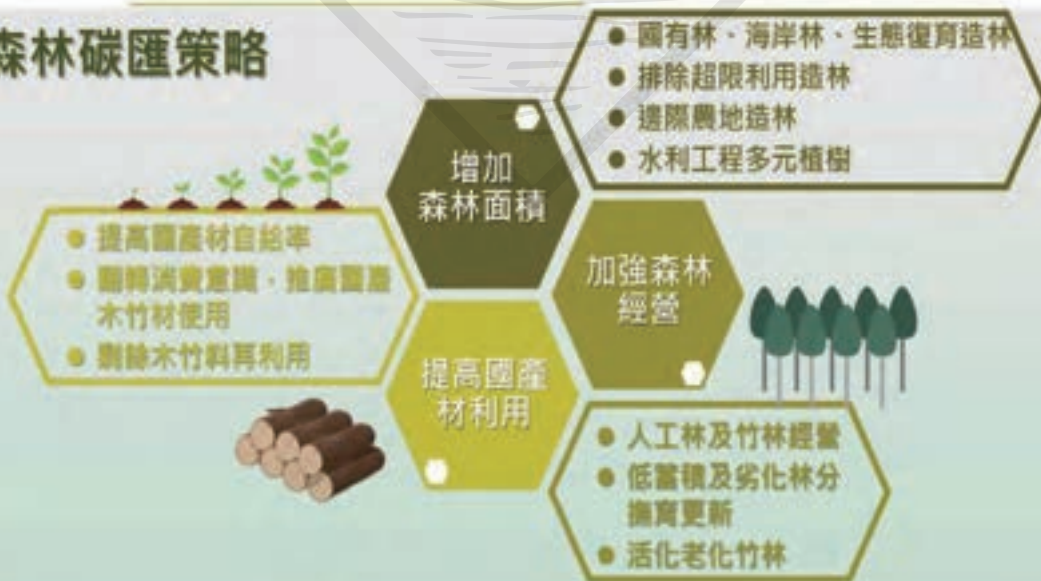 森林碳匯策略
增加
森林面積
● 國有林、海岸林、生態復育造林
● 排除超限利用造林
● 邊際農地造林
● 水利工程多元植樹
加強森林
經營
● 人工林及竹林經營
● 低蓄積及劣化林分
撫育更新
● 活化老化竹林
提高國產
材利用
● 提高國產材自給率
● 翻轉消費意識，推廣國產
木竹材使用
● 剩餘木竹料再利用